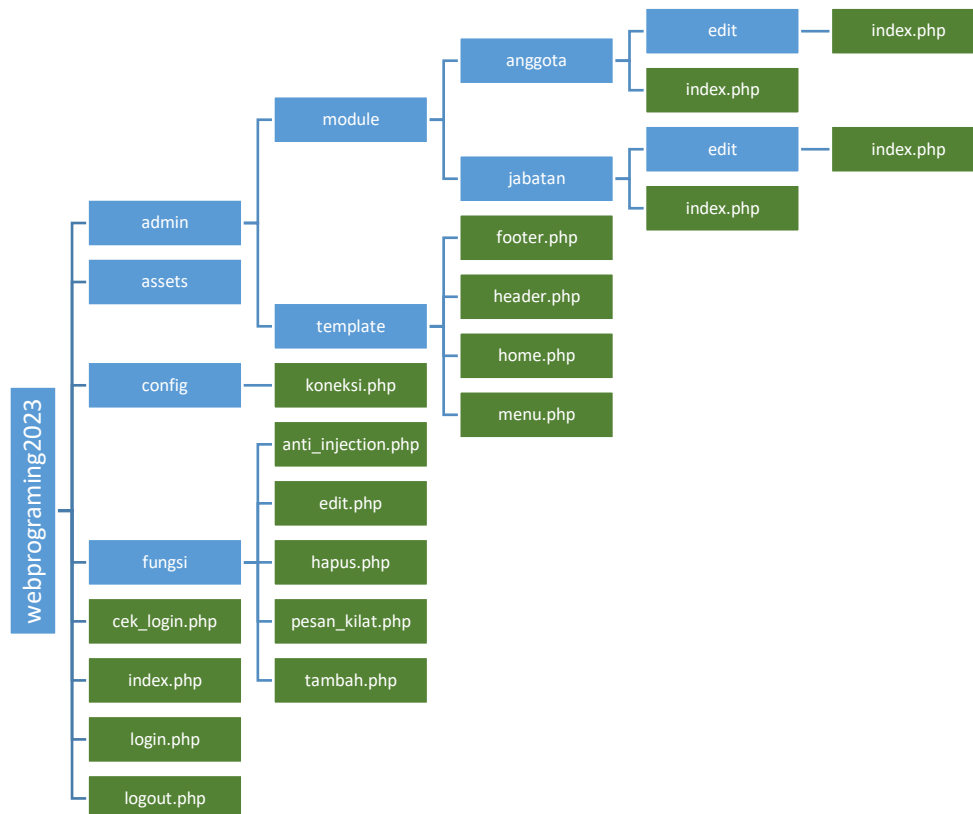 webprograming2023
admin
module
anggota
edit
index.php
index.php
jabatan
edit
index.php
index.php
template
footer.php
header.php
home.php
menu.php
assets
config
koneksi.php
fungsi
anti_injection.php
edit.php
hapus.php
pesan_kilat.php
tambah.php
cek_login.php
index.php
login.php
logout.php